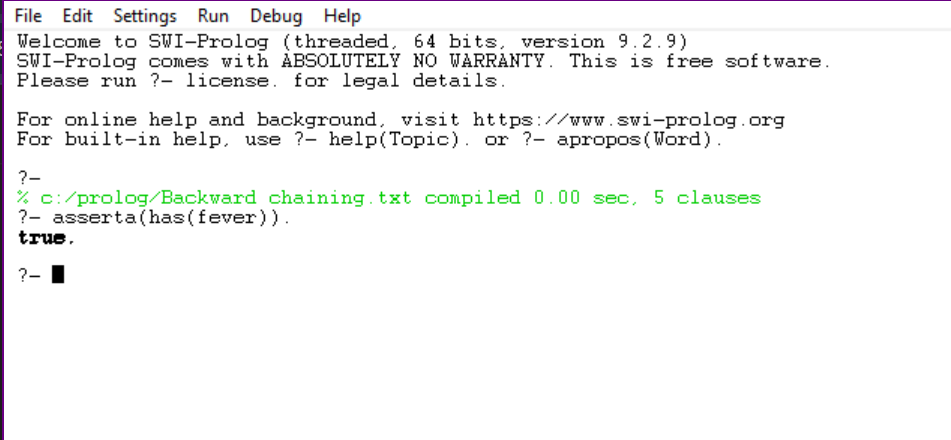 File Edit Settings Run Debug Help
Welcome to SWI-Prolog (threaded, 64 bits, version 9.2.9)
SWI-Prolog comes with ABSOLUTELY NO WARRANTY. This is free software.
Please run ?- license. for legal details.
For online help and background, visit https://www.swi-prolog.org
For built-in help, use ?- help(Topic). or ?- apropos(Word).
?-
% c:/prolog/Backward chaining.txt compiled 0.00 sec, 5 clauses
?- asserta(has(fever)).
true.
?-